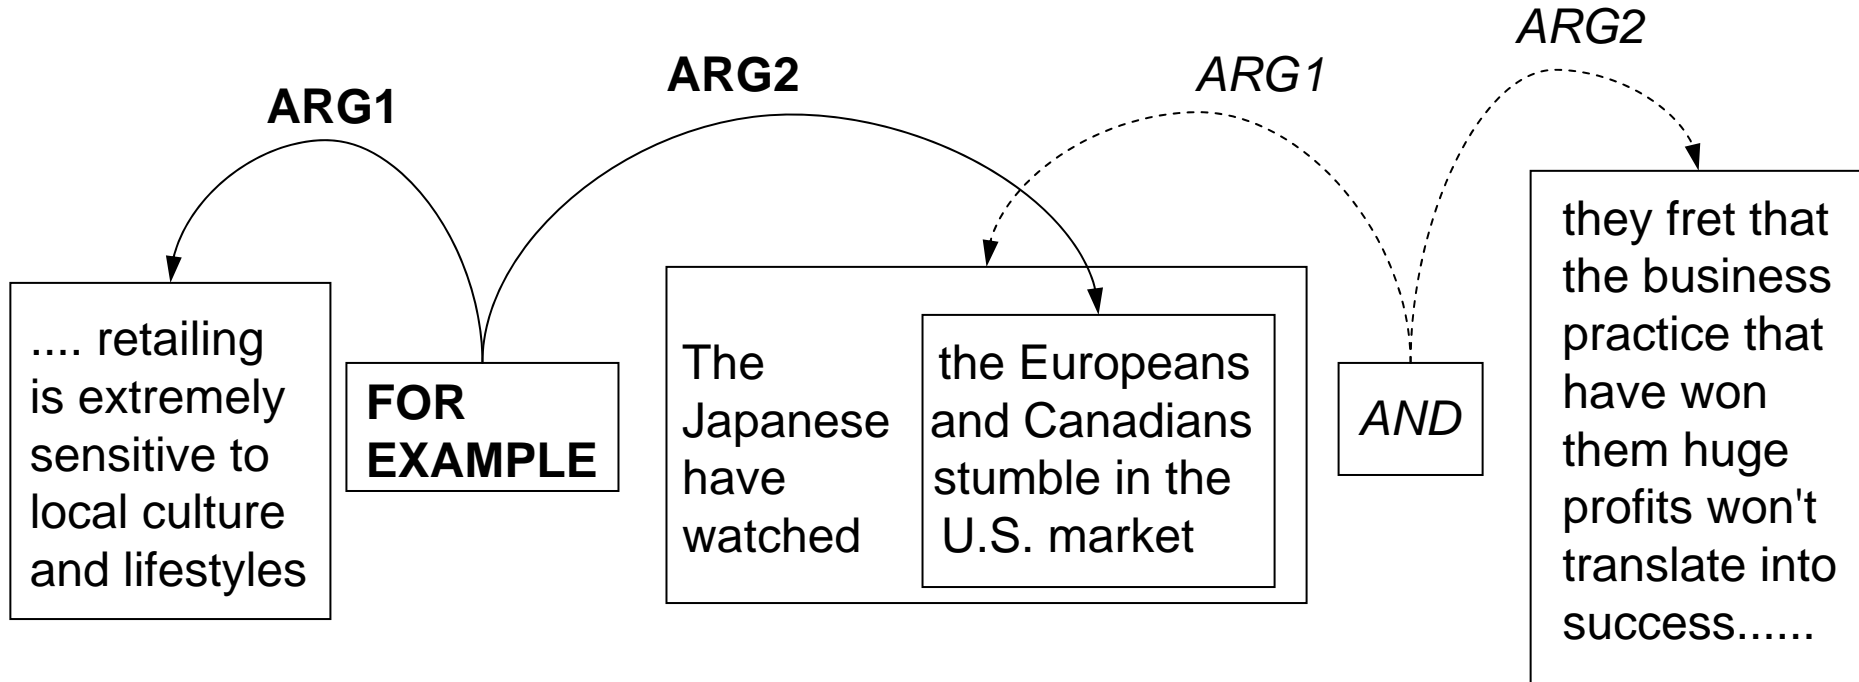 ARG2
ARG2
ARG1
ARG1
.... retailing
is extremely
sensitive to
local culture
and lifestyles
FOR
EXAMPLE
The
Japanese
have
watched
the Europeans
and Canadians
stumble in the
U.S. market
AND
they fret that
the business
practice that
have won
them huge
profits won't
translate into
success......